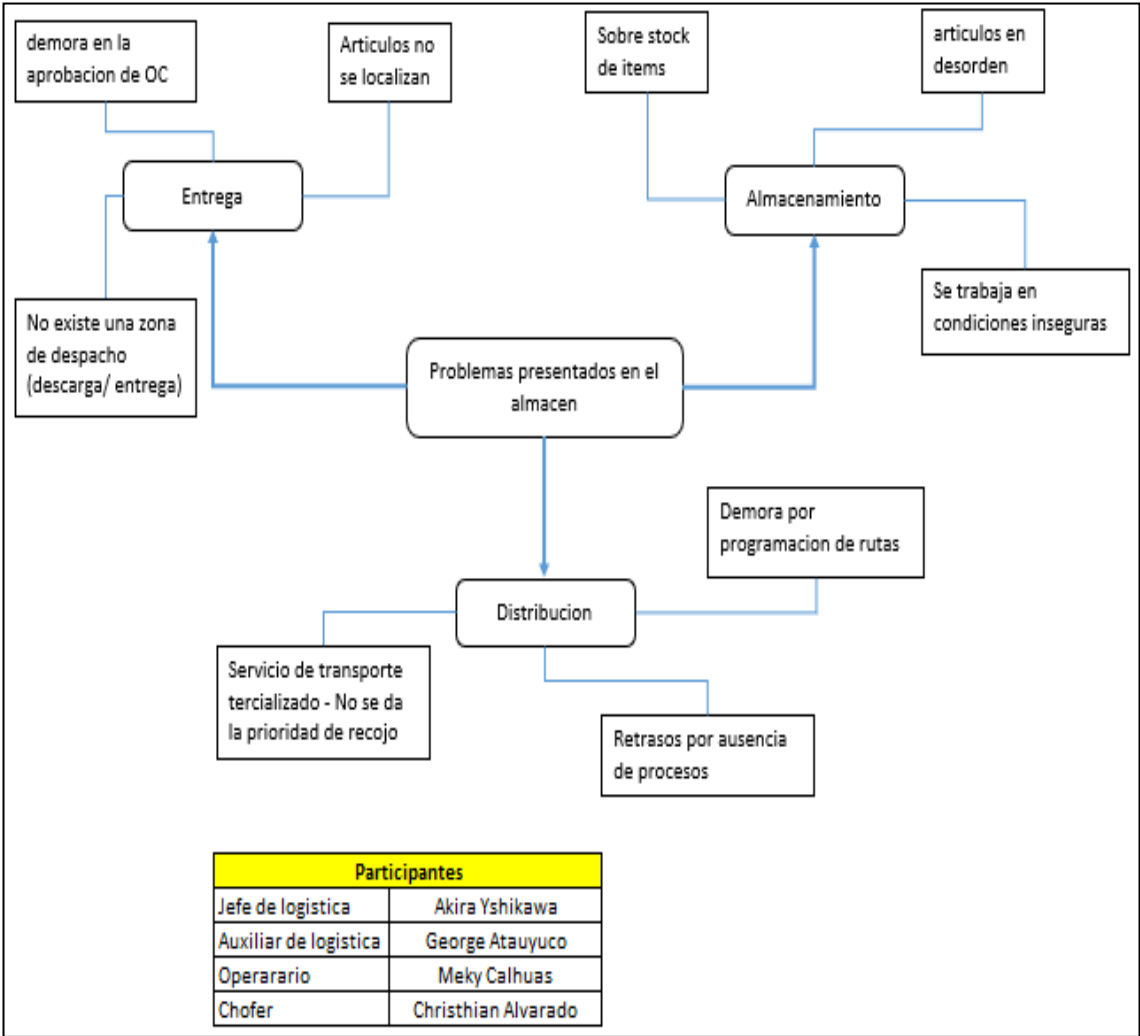 demora en la
aprobacion de OC
Articulos no
se localizan
Sobre stock
de items
articulos en
desorden
Entrega
Almacenamiento
No existe una zona
de despacho
(descarga/ entrega)
Se trabaja en
condiciones inseguras
Problemas presentados en el
almacen
Demora por
programacion de rutas
Distribucion
Servicio de transporte
tercializado - No se da
la prioridad de recojo
Retrasos por ausencia
de procesos
Participantes
Jefe de logistica Akira Yshikawa
Auxiliar de logistica George Atauyuco
Operarario Meky Calhuas
Chofer Christhian Alvarado